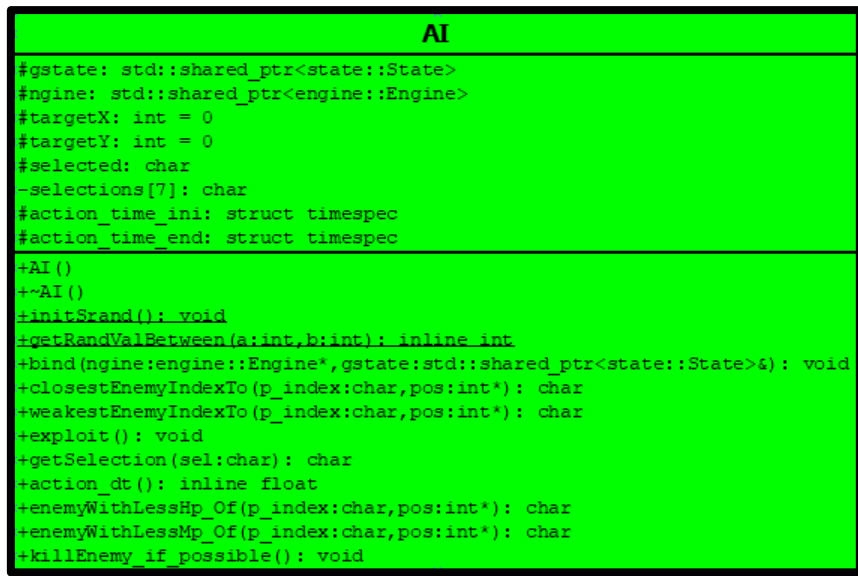 AI
#gstate: std::shared_ptr<state::State>
#ngine: std::shared_ptr<engine::Engine>
#targetX: int = 0
#targetY: int = 0
#selected: char
-selections[7]: char
#action_time_ini: struct timespec
#action_time_end: struct timespec
+AI()
+~AI()
+initSrand(): void
+getRandValBetween(a:int,b:int): inline int
+bind(ngine:engine::Engine*,gstate:std::shared_ptr<state::State>&): void
+closestEnemyIndexTo(p_index:char,pos:int*): char
+weakestEnemyIndexTo(p_index:char,pos:int*): char
+exploit(): void
+getSelection(sel:char): char
+action_dt(): inline float
+enemyWithLessHp_Of(p_index:char,pos:int*): char
+enemyWithLessMp_Of(p_index:char,pos:int*): char
+killEnemy_if_possible(): void